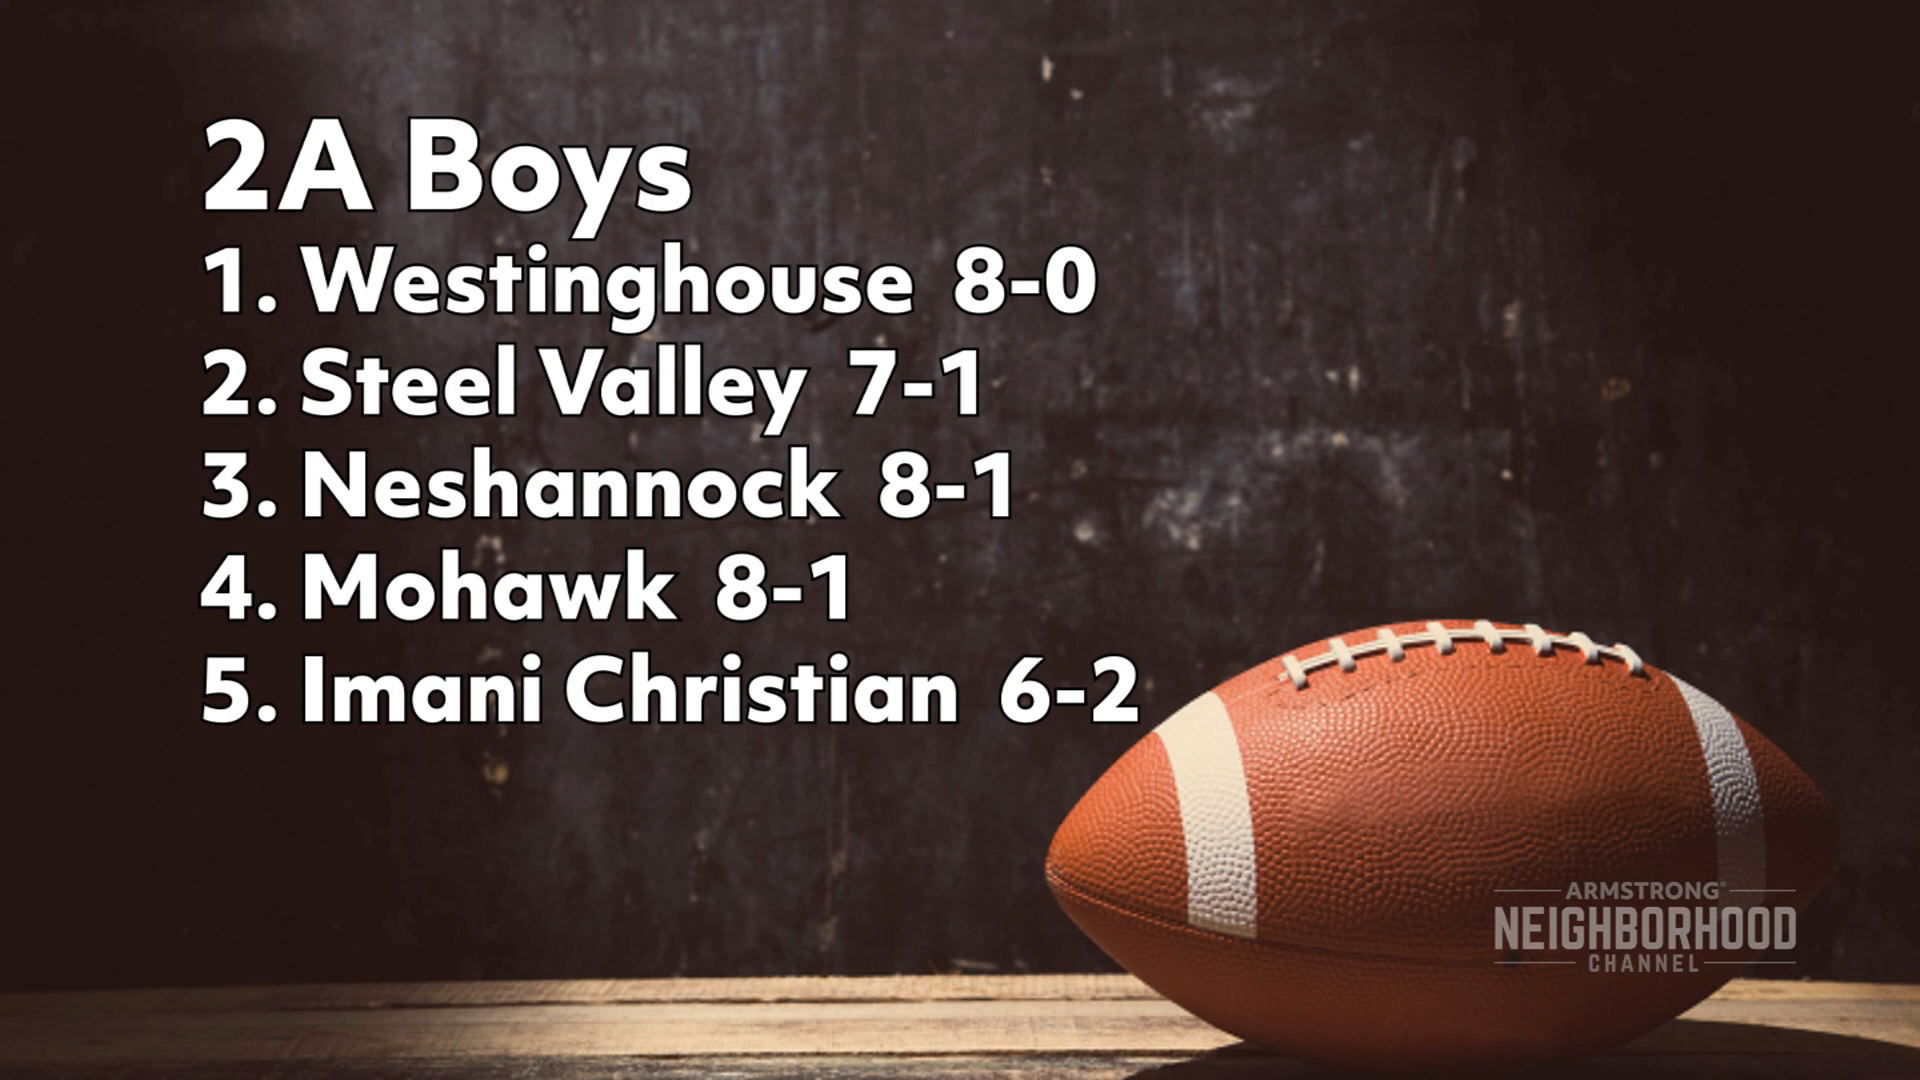 2A Boys
1. Westinghouse 8-0
2. Steel Valley 7-1
3. Neshannock 8-1
4. Mohawk 8-1
5. Imani Christian 6-2
ARMSTRONG®
NEIGHBORHOOD
CHANNEL